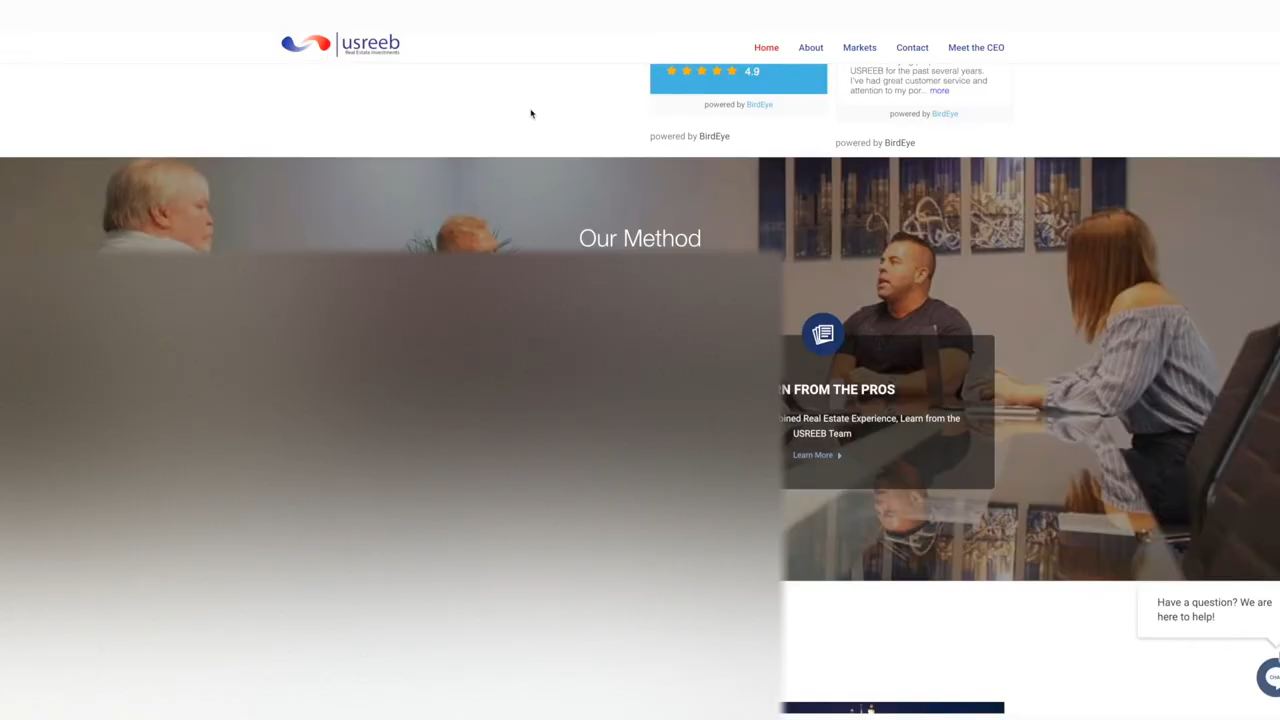 usreeb
Real Estate Investments
Home About Markets Contact Meet the CEO
4.9
powered by BirdEye
powered by BirdEye
USREEB for the past several years.
I've had great customer service and
attention to my por... more
powered by BirdEye
powered by BirdEye
Our Method
FROM THE PROS
Real Estate Experience, Learn from the
USREEB Team
Learn More
Have a question? We are
here to help!